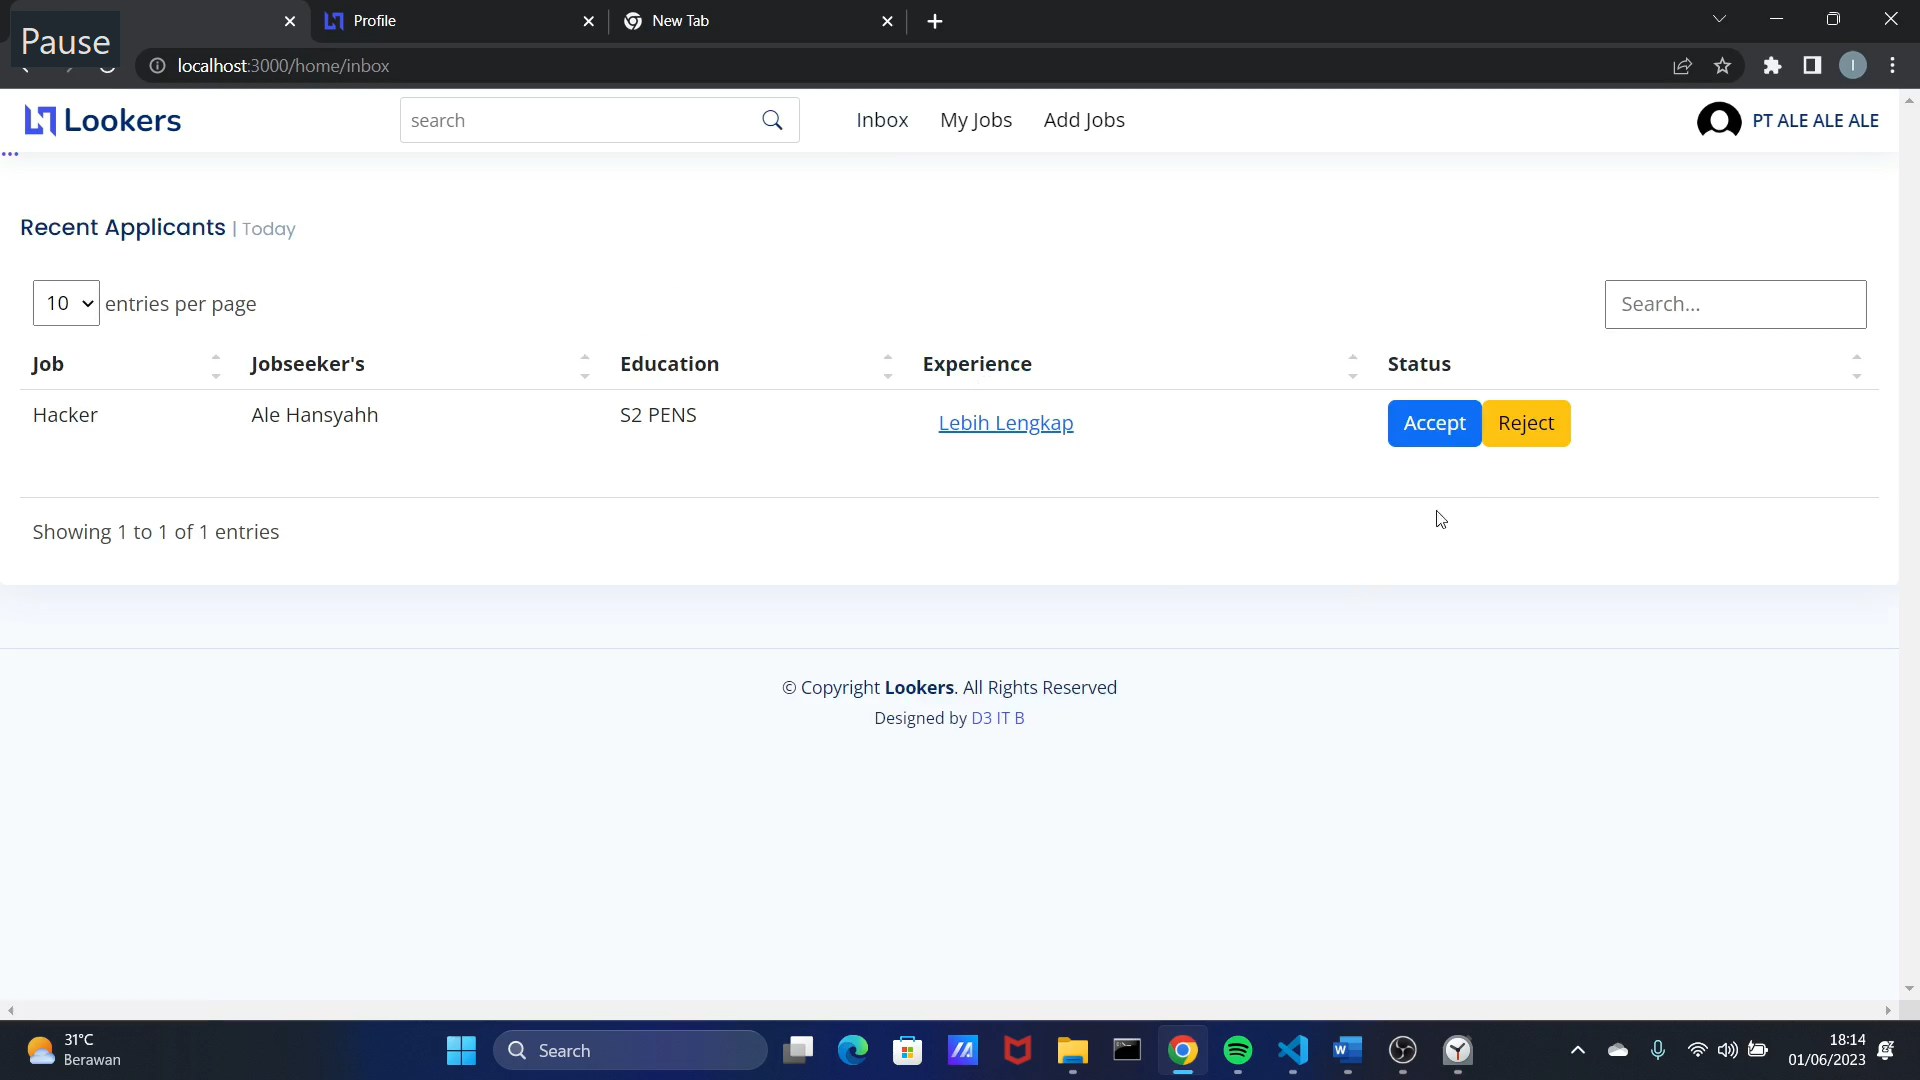 Pause
Profile
New Tab
localhost:3000/home/inbox
I
Lookers
search
Inbox
My Jobs
Add Jobs
PT ALE ALE ALE
Recent Applicants | Today
10
entries per page
Search...
Job
Jobseeker's
Education
Experience
Status
Hacker
Ale Hansyahh
S2 PENS
Lebih Lengkap
Accept
Reject
Showing 1 to 1 of 1 entries
© Copyright Lookers. All Rights Reserved
Designed by D3 IT B
31°C
Berawan
Search
18:14
01/06/2023